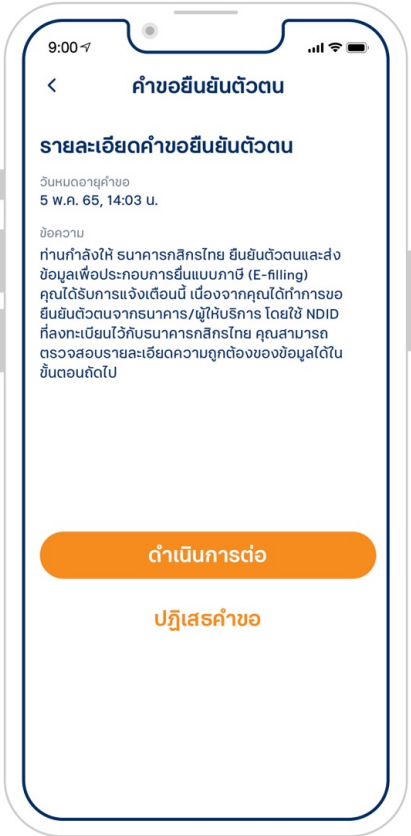 9:00
คำขอยืนยันตัวตน
รายละเอียดคำขอยืนยันตัวตน
วันหมดอายุคำขอ
5 พ.ค. 65, 14:03 น.
ข้อความ
ท่านกำลังให้ ธนาคารกสิกรไทย ยืนยันตัวตนและส่ง
ข้อมูลเพื่อประกอบการยื่นแบบภาษี (E-filling)
คุณได้รับการแจ้งเตือนนี้ เนื่องจากคุณได้ทำการขอ
ยืนยันตัวตนจากธนาคาร/ผู้ให้บริการ โดยใช้ NDID
ที่ลงทะเบียนไว้กับธนาคารกสิกรไทย คุณสามารถ
ตรวจสอบรายละเอียดความถูกต้องของข้อมูลได้ใน
ขั้นตอนถัดไป
ดำเนินการต่อ
ปฏิเสธคำขอ